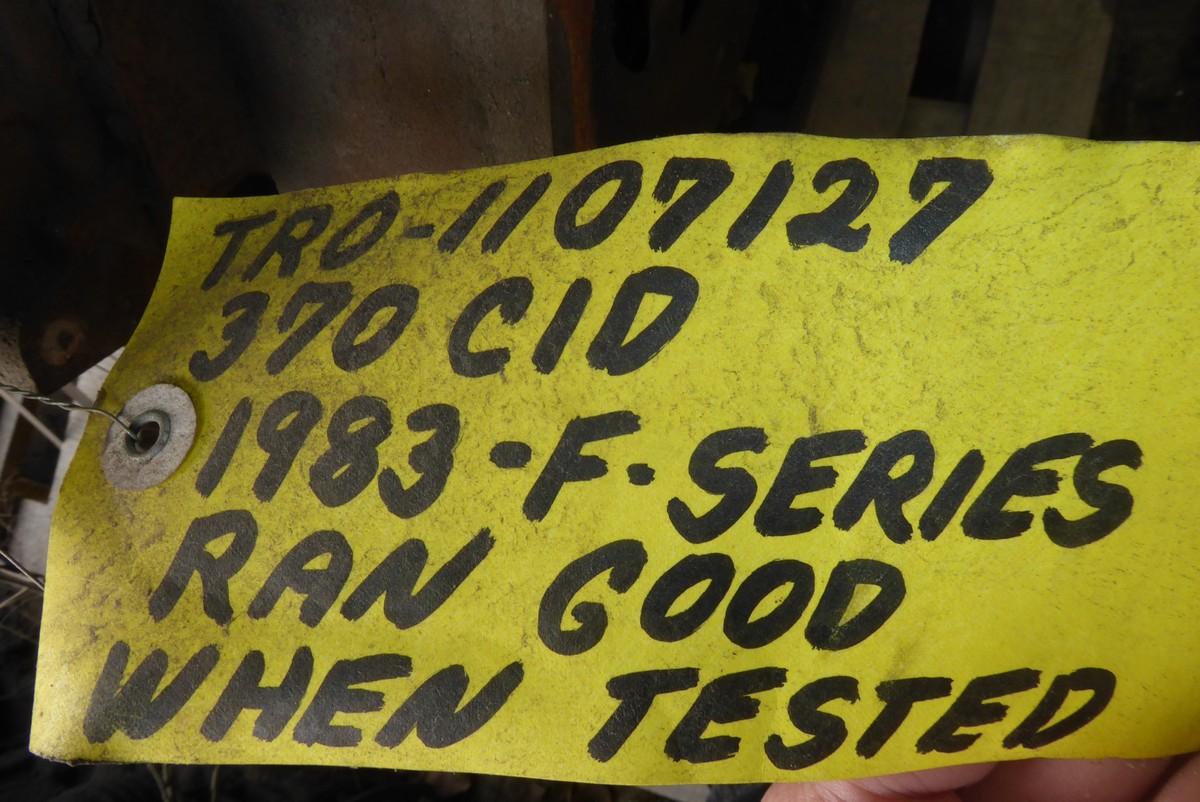 TRO-1107127
370 CID
1983-F-SERIES
RAN GOOD
WHEN TESTED